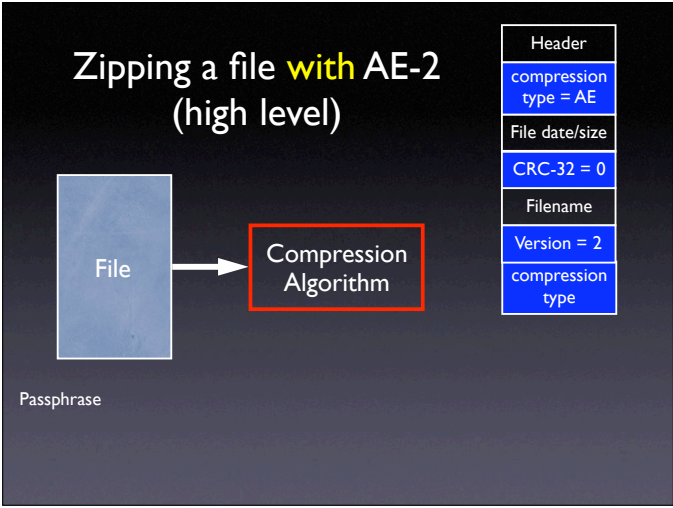 Zipping a file with AE-2
(high level)
File
Compression
Algorithm
Passphrase
Header
compression
type = AE
File date/size
CRC-32 = 0
Filename
Version = 2
compression
type